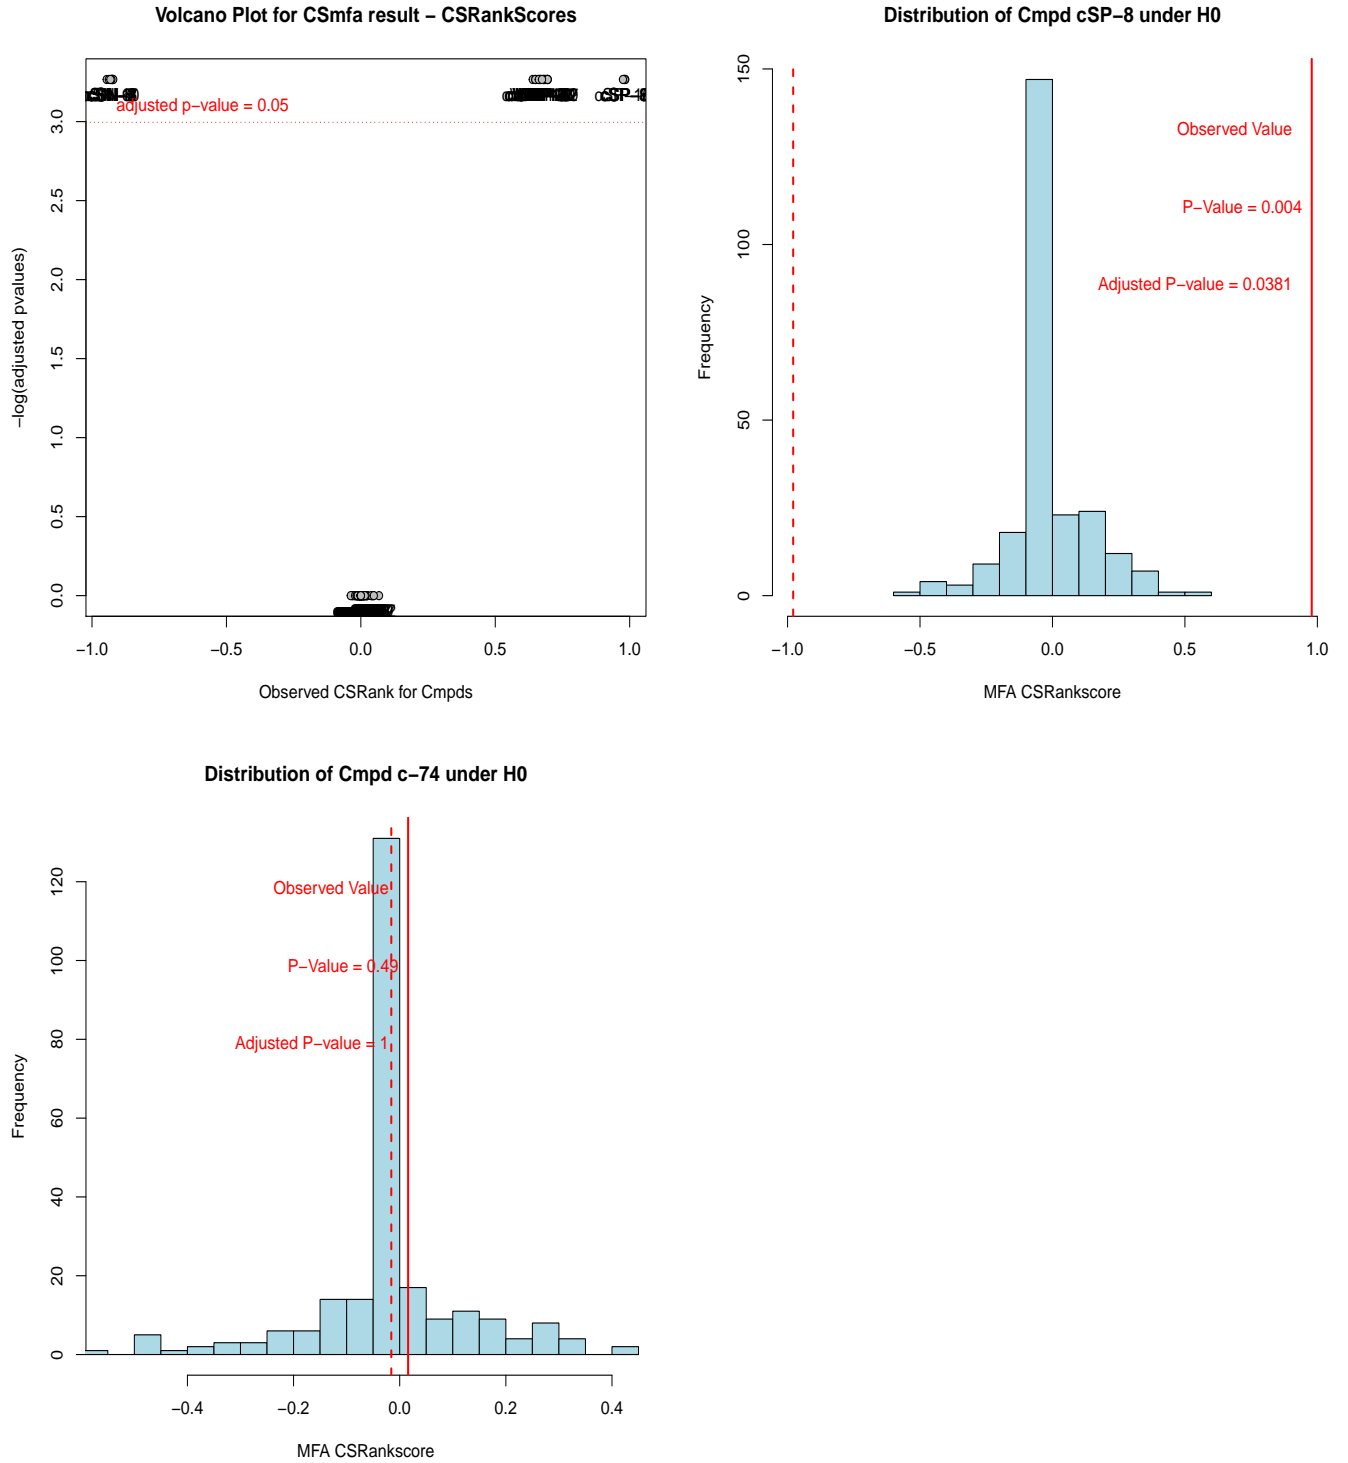 Volcano Plot for CSmfa result − CSRankScores
adjusted p−value = 0.05
−log(adjusted pvalues)
3.0
2.5
2.0
1.5
1.0
0.5
0.0
−1.0 −0.5 0.0 0.5 1.0
Observed CSRank for Cmpds
Distribution of Cmpd cSP−8 under H0
Observed Value
P−Value = 0.004
Adjusted P−value = 0.0381
Frequency
150
100
50
0
−1.0 −0.5 0.0 0.5 1.0
MFA CSRankscore
Distribution of Cmpd c−74 under H0
Observed Value
P−Value = 0.49
Adjusted P−value = 1
Frequency
120
100
80
60
40
20
0
−0.4 −0.2 0.0 0.2 0.4
MFA CSRankscore